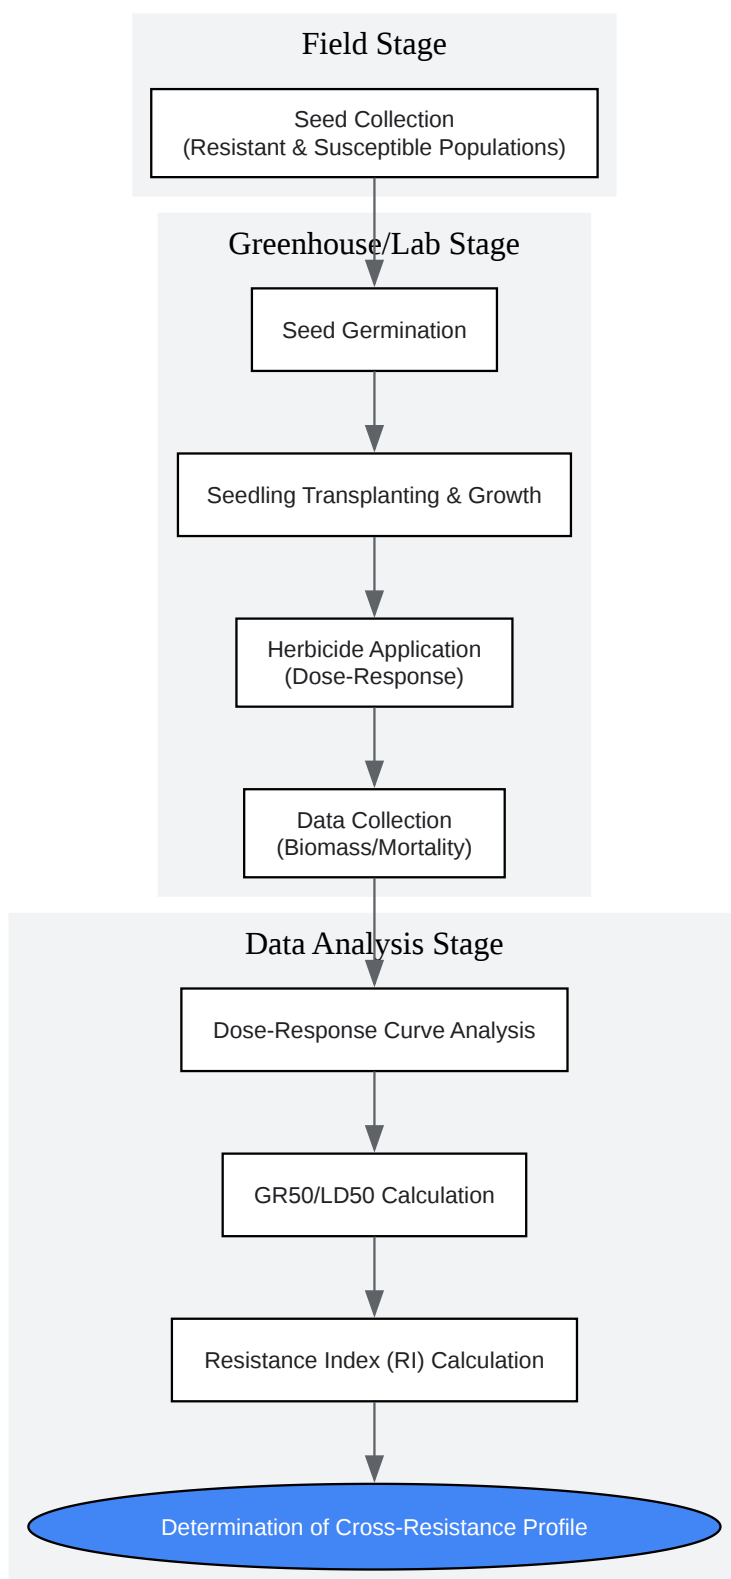 Field Stage
Seed Collection
(Resistant & Susceptible Populations)
Greenhouse/Lab Stage
Seed Germination
Seedling Transplanting & Growth
Herbicide Application
(Dose-Response)
Data Collection
(Biomass/Mortality)
Data Analysis Stage
Dose-Response Curve Analysis
GR50/LD50 Calculation
Resistance Index (RI) Calculation
Determination of Cross-Resistance Profile